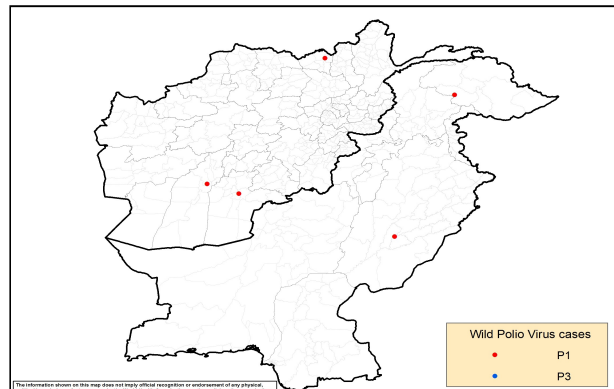 Wild Polio Virus cases
P1
P3
The information shown on this map does not imply official recognition or endorsement of any physical,